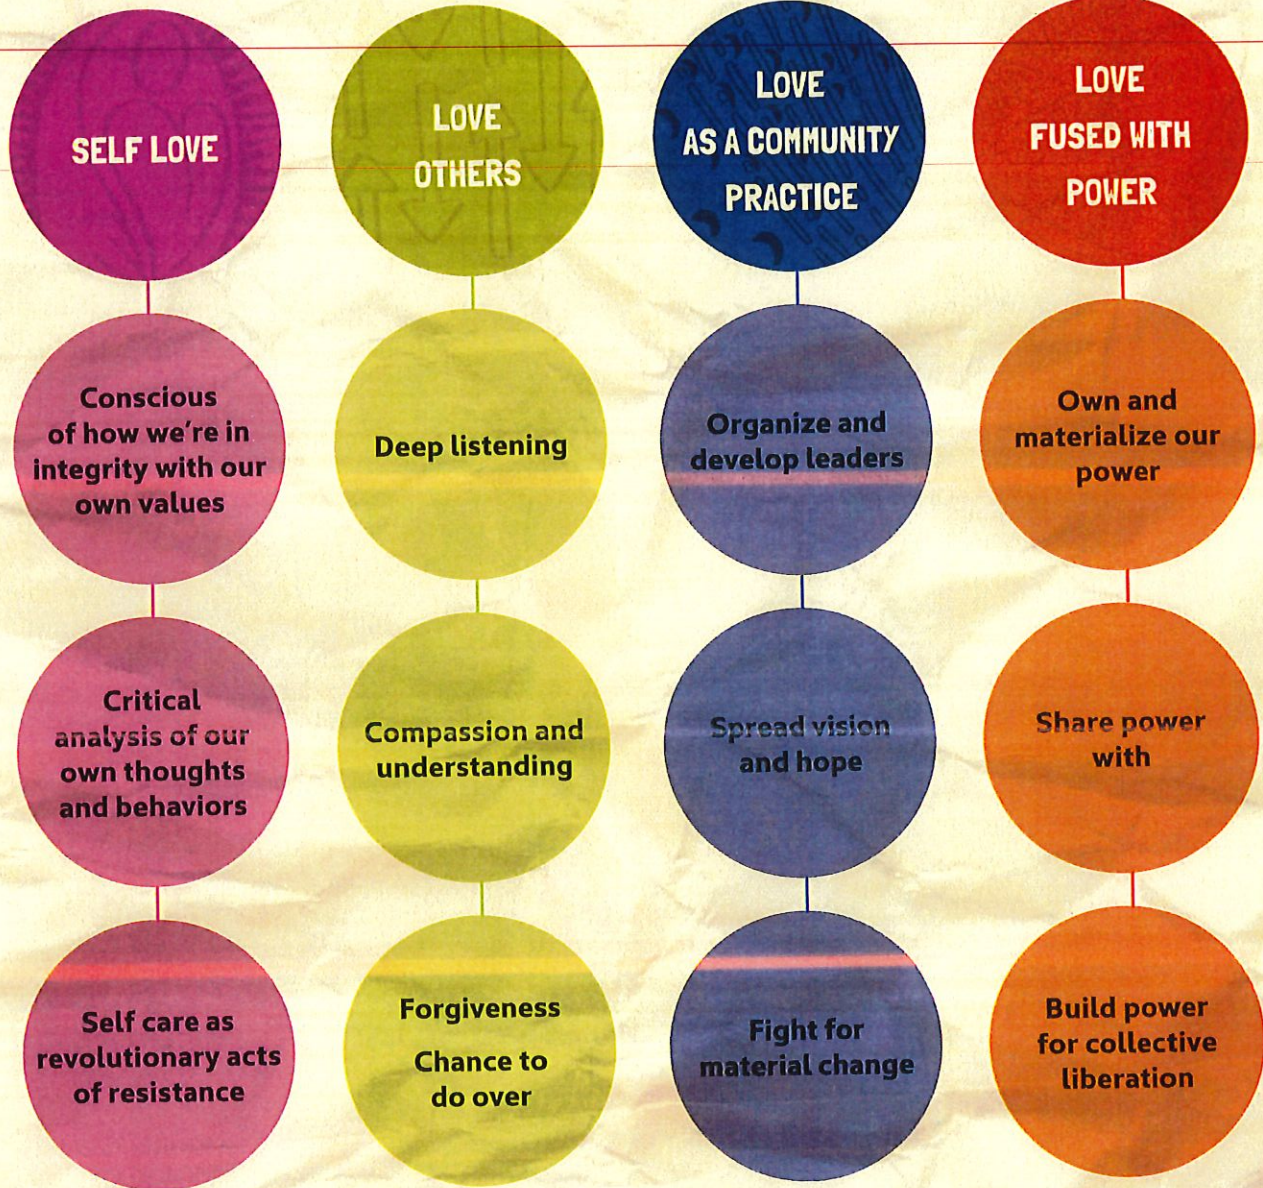 SELF LOVE
Conscious
of how we're in
integrity with our
own values
Critical
analysis of our
own thoughts
and behaviors
Self care as
revolutionary acts
of resistance
LOVE
OTHERS
Deep listening
Compassion and
understanding
Forgiveness
Chance to
do over
LOVE
AS A COMMUNITY
PRACTICE
Organize and
develop leaders
Spread vision
and hope
Fight for
material change
LOVE
FUSED WITH
POWER
Own and
materialize our
power
Share power
with
Build power
for collective
liberation